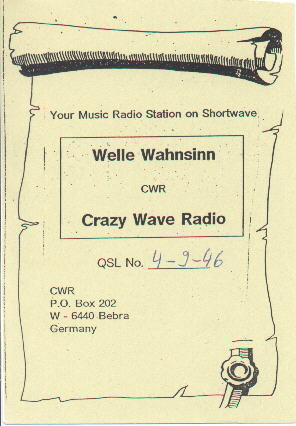 Your Music Radio Station on Shortwave
Welle Wahnsinn
CWR
Crazy Wave Radio
QSL No. 4-9-46
CWR
P.O. Box 202
W - 6440 Bebra
Germany